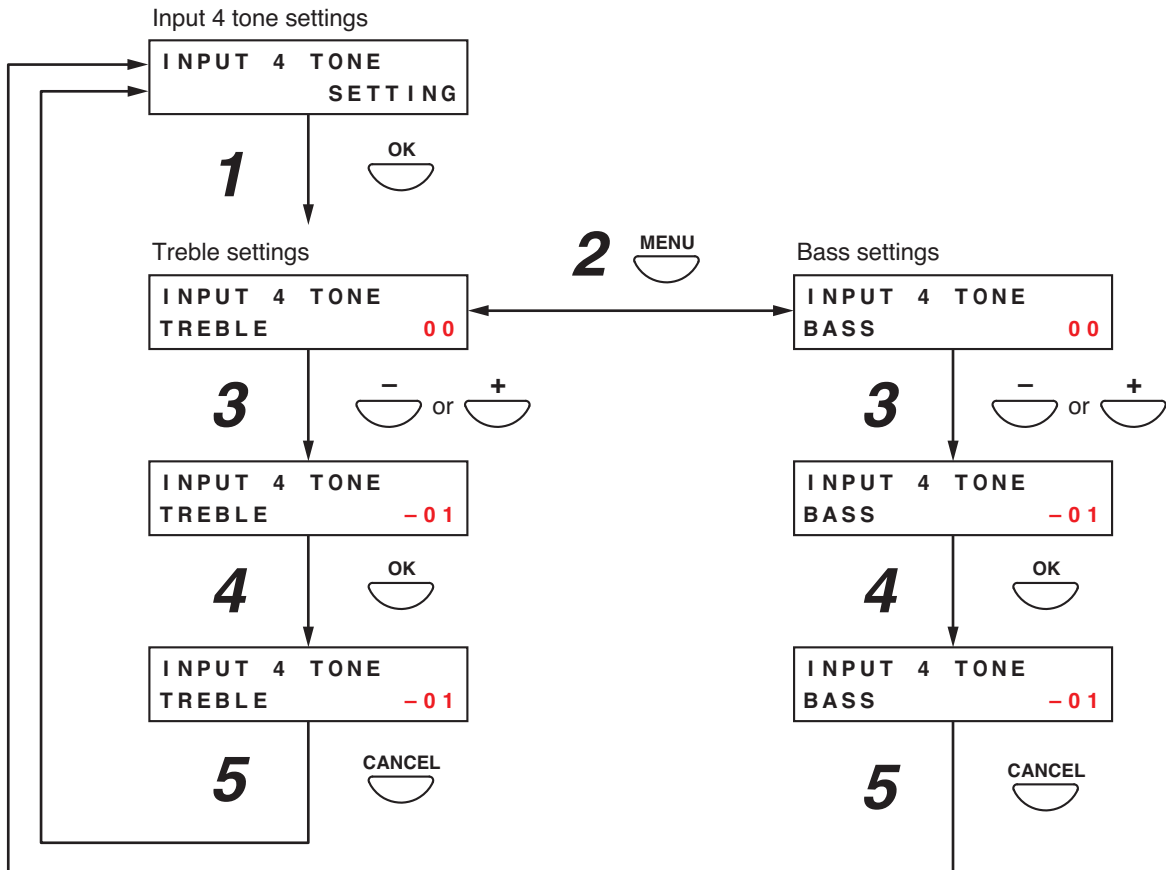 Input 4 tone settings
INPUT 4 TONE
SETTING
1
OK
Treble settings
2
MENU
Bass settings
INPUT 4 TONE
TREBLE 00
INPUT 4 TONE
BASS 00
3
– or +
3
– or +
INPUT 4 TONE
TREBLE –01
INPUT 4 TONE
BASS –01
4
OK
4
OK
INPUT 4 TONE
TREBLE –01
INPUT 4 TONE
BASS –01
5
CANCEL
5
CANCEL